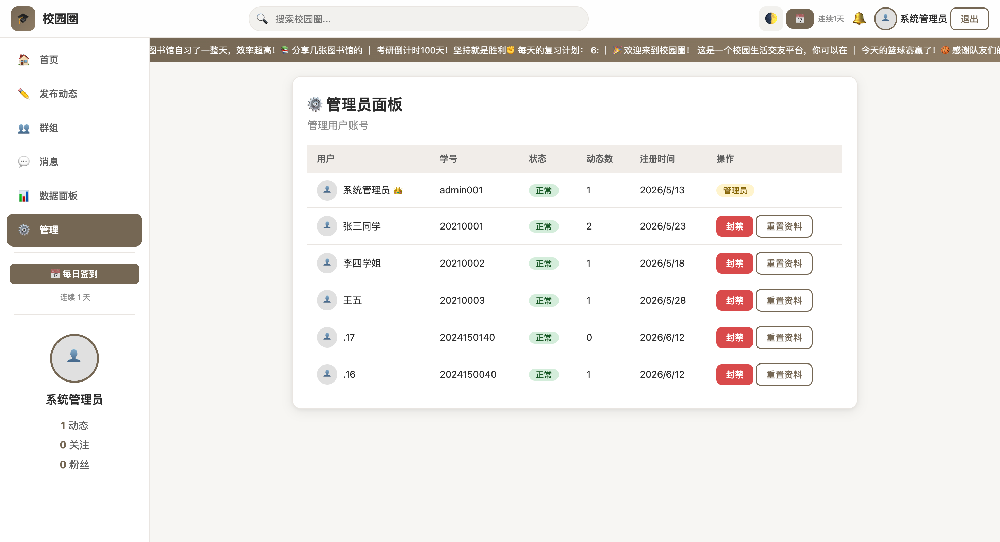 校园圈
搜索校园圈...
连续1天
系统管理员
退出
图书馆自习了一整天，效率超高！📚 分享几张图书馆的 | 考研倒计时100天！坚持就是胜利✊ 每天的复习计划： 6: | 🎉 欢迎来到校园圈！ 这是一个校园生活交友平台，你可以在 | 今天的篮球赛赢了！🏀 感谢队友们的
首页
发布动态
群组
消息
数据面板
管理
每日签到
连续 1 天
系统管理员
1 动态
0 关注
0 粉丝
管理员面板
管理用户账号
用户 学号 状态 动态数 注册时间 操作
系统管理员 admin001 正常 1 2026/5/13 管理员
张三同学 20210001 正常 2 2026/5/23 封禁 重置资料
李四学姐 20210002 正常 1 2026/5/18 封禁 重置资料
王五 20210003 正常 1 2026/5/28 封禁 重置资料
.17 2024150140 正常 0 2026/6/12 封禁 重置资料
.16 2024150040 正常 1 2026/6/12 封禁 重置资料